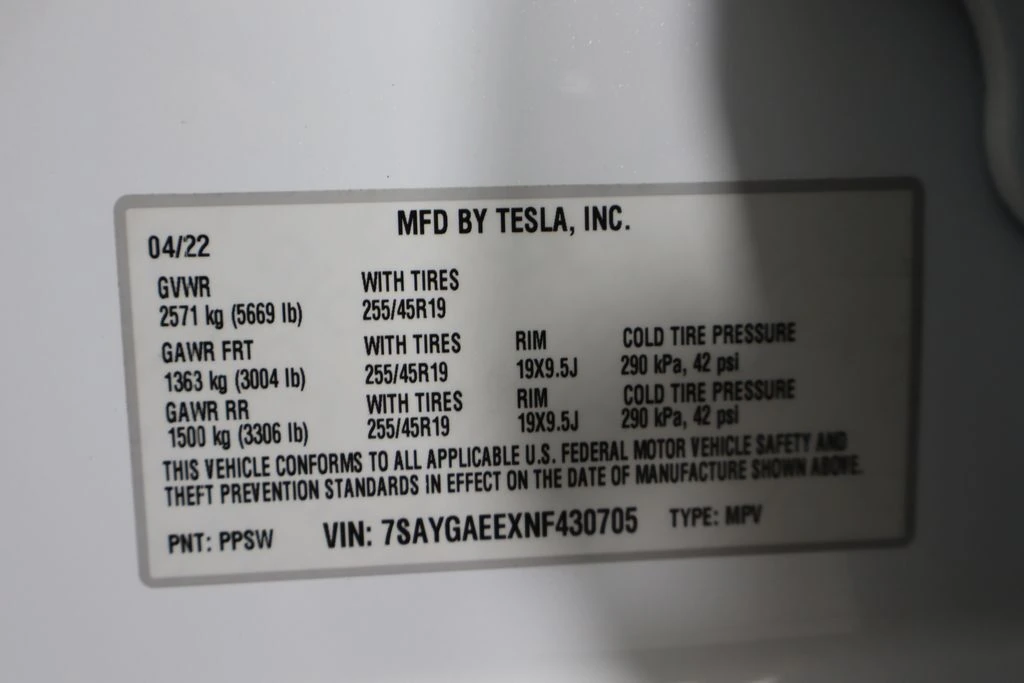 MFD BY TESLA, INC.
04/22
GVWR WITH TIRES
2571 kg (5669 lb) 255/45R19
GAWR FRT WITH TIRES RIM COLD TIRE PRESSURE
1363 kg (3004 lb) 255/45R19 19X9.5J 290 kPa, 42 psi
GAWR RR WITH TIRES RIM COLD TIRE PRESSURE
1500 kg (3306 lb) 255/45R19 19X9.5J 290 kPa, 42 psi
THIS VEHICLE CONFORMS TO ALL APPLICABLE U.S. FEDERAL MOTOR VEHICLE SAFETY AND
THEFT PREVENTION STANDARDS IN EFFECT ON THE DATE OF MANUFACTURE SHOWN ABOVE.
PNT: PPSW VIN: 7SAYGAEEXNF430705 TYPE: MPV